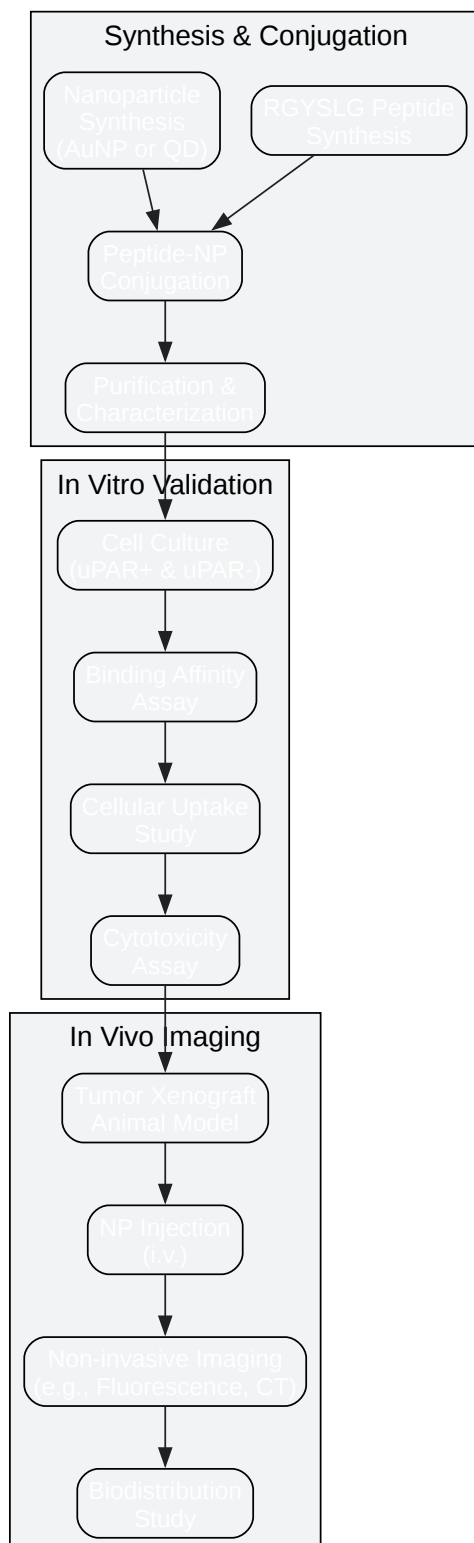 Synthesis & Conjugation
Nanoparticle
Synthesis
(AuNP or QD)
RGYSLG Peptide
Synthesis
Peptide-NP
Conjugation
Purification &
Characterization
In Vitro Validation
Cell Culture
(uPAR+ & uPAR-)
Binding Affinity
Assay
Cellular Uptake
Study
Cytotoxicity
Assay
In Vivo Imaging
Tumor Xenograft
Animal Model
NP Injection
(i.v.)
Non-invasive Imaging
(e.g., Fluorescence, CT)
Biodistribution
Study